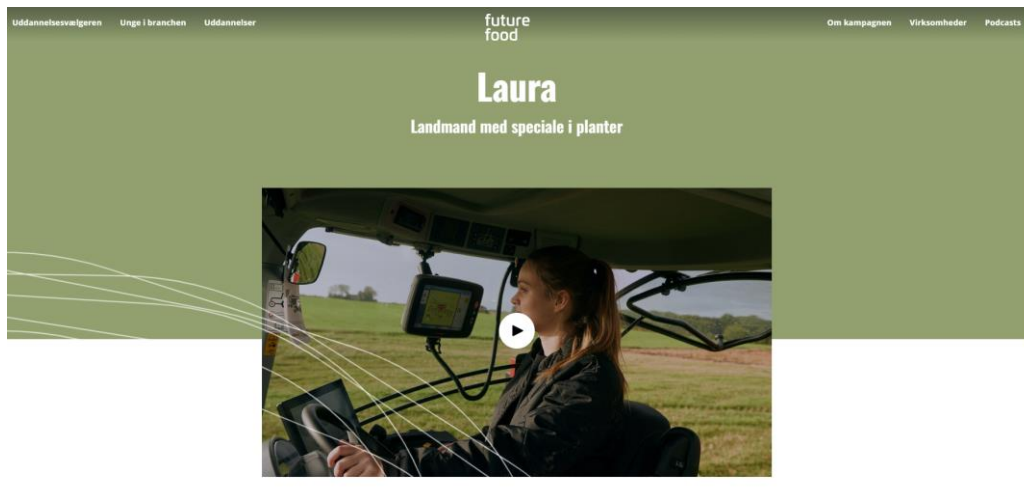 Uddannelsesvælgeren Unge i branchen Uddannelser
future
food
Om kampagnen Virksomheder Podcasts
Laura
Landmand med speciale i planter